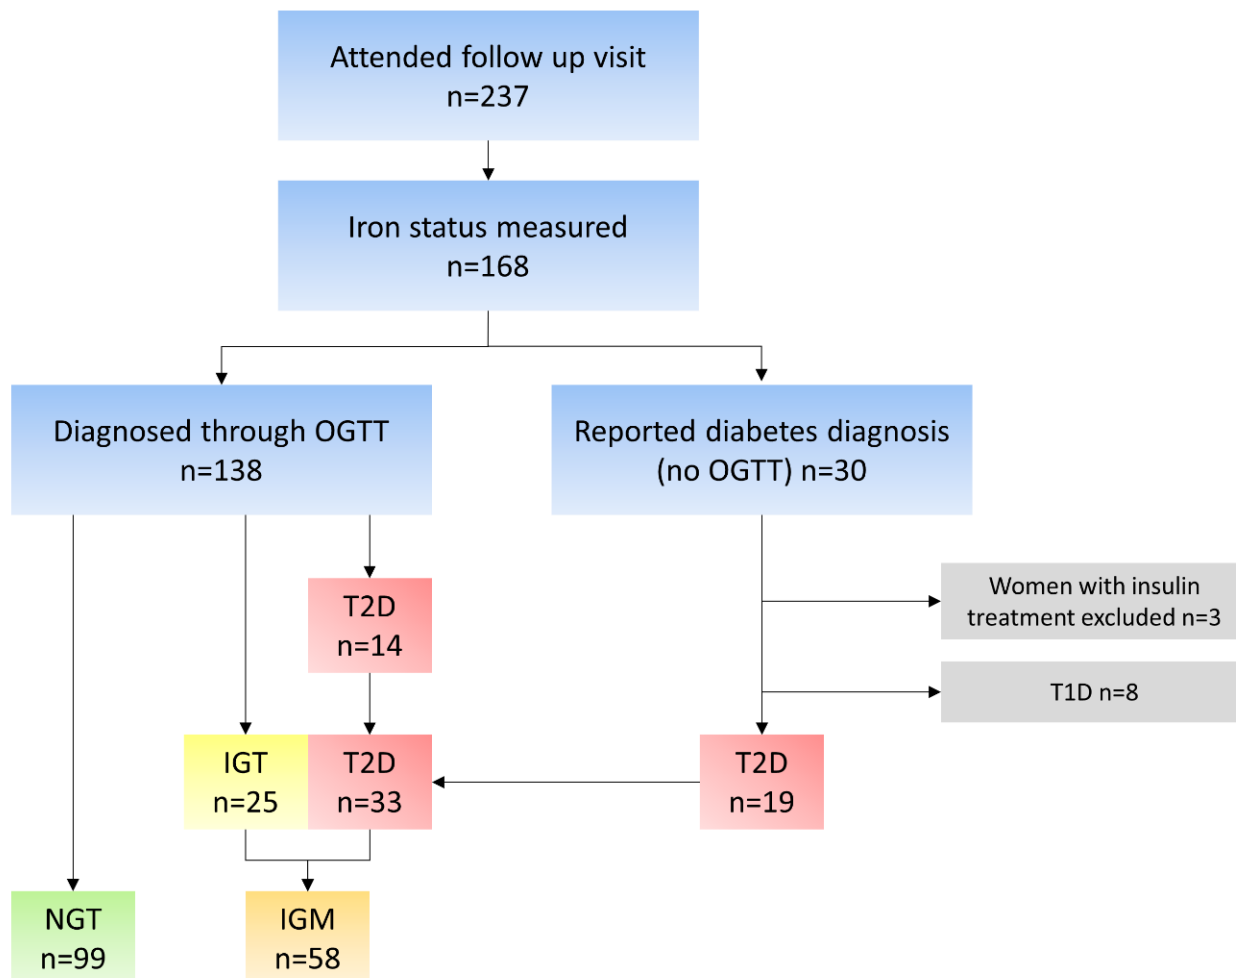 Attended follow up visit
n=237
Iron status measured
n=168
Diagnosed through OGTT
n=138
Reported diabetes diagnosis
(no OGTT) n=30
Women with insulin
treatment excluded n=3
T2D
n=14
T1D n=8
IGT
n=25
T2D
n=33
T2D
n=19
NGT
n=99
IGM
n=58